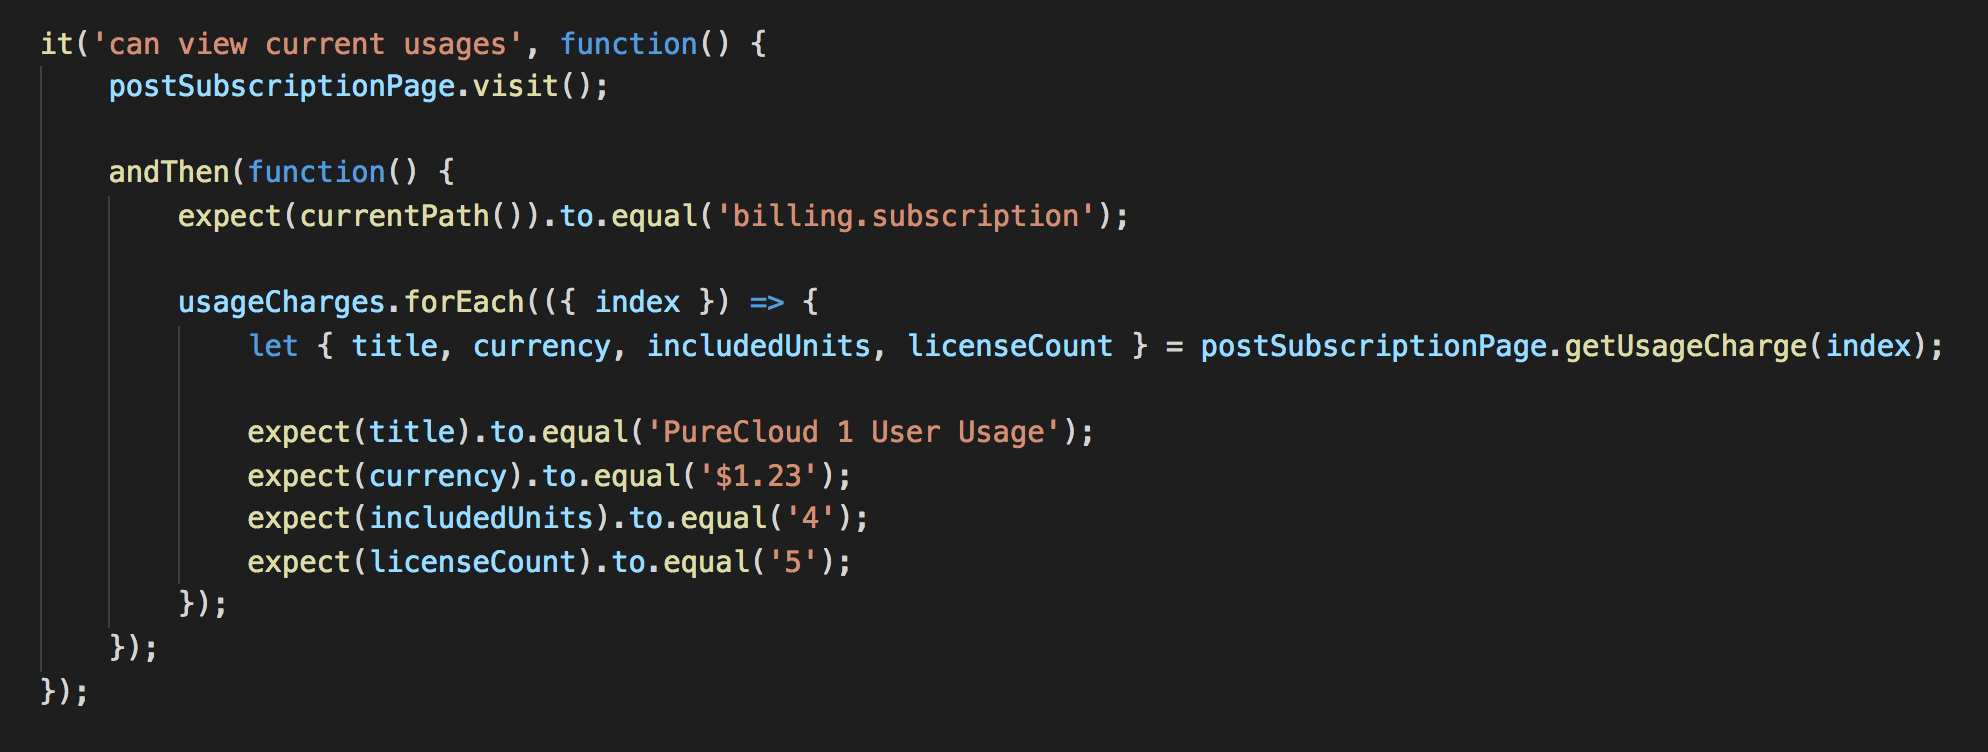 it('can view current usages', function() {
postSubscriptionPage.visit();
andThen(function() {
expect(currentPath()).to.equal('billing.subscription');
usageCharges.forEach(({ index }) => {
let { title, currency, includedUnits, licenseCount } = postSubscriptionPage.getUsageCharge(index);
expect(title).to.equal('PureCloud 1 User Usage');
expect(currency).to.equal('$1.23');
expect(includedUnits).to.equal('4');
expect(licenseCount).to.equal('5');
});
});
});